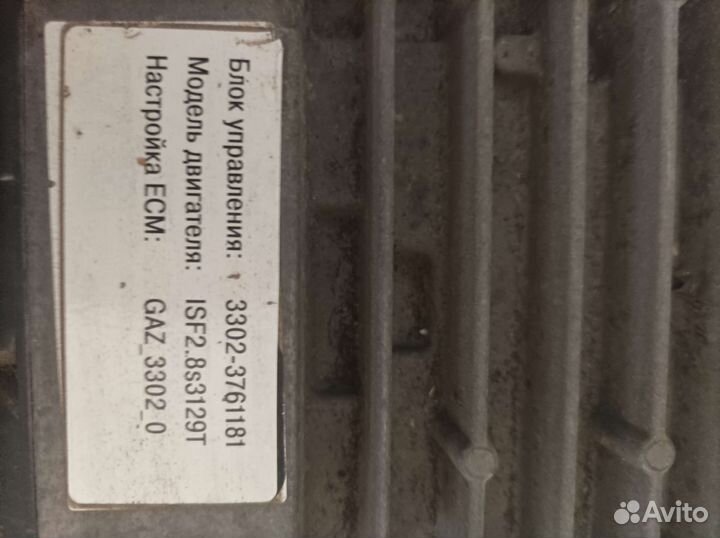 Блок управления: 3302-3761181
Модель двигателя: ISF2.8s3129T
Настройка ECM: GAZ_3302_0
Avito